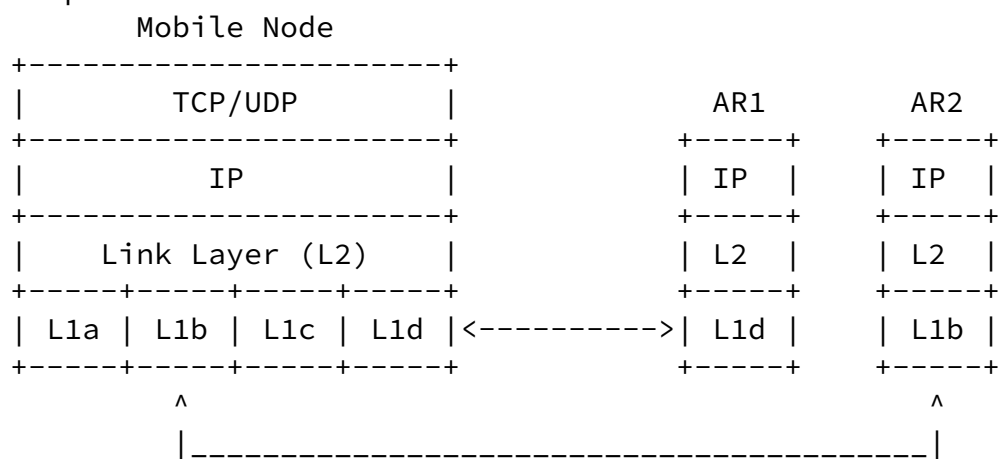 Mobile Node
+-----------------------+
|        TCP/UDP        |            AR1        AR2
+-----------------------+            +-----+    +-----+
|          IP           |            | IP  |    | IP  |
+-----------------------+            +-----+    +-----+
|    Link Layer (L2)    |            | L2  |    | L2  |
+-----+-----+-----+-----+            +-----+    +-----+
| L1a | L1b | L1c | L1d |<---------->| L1d |    | L1b |
+-----+-----+-----+-----+            +-----+    +-----+
         ^                                         ^
         |_________________________________________|